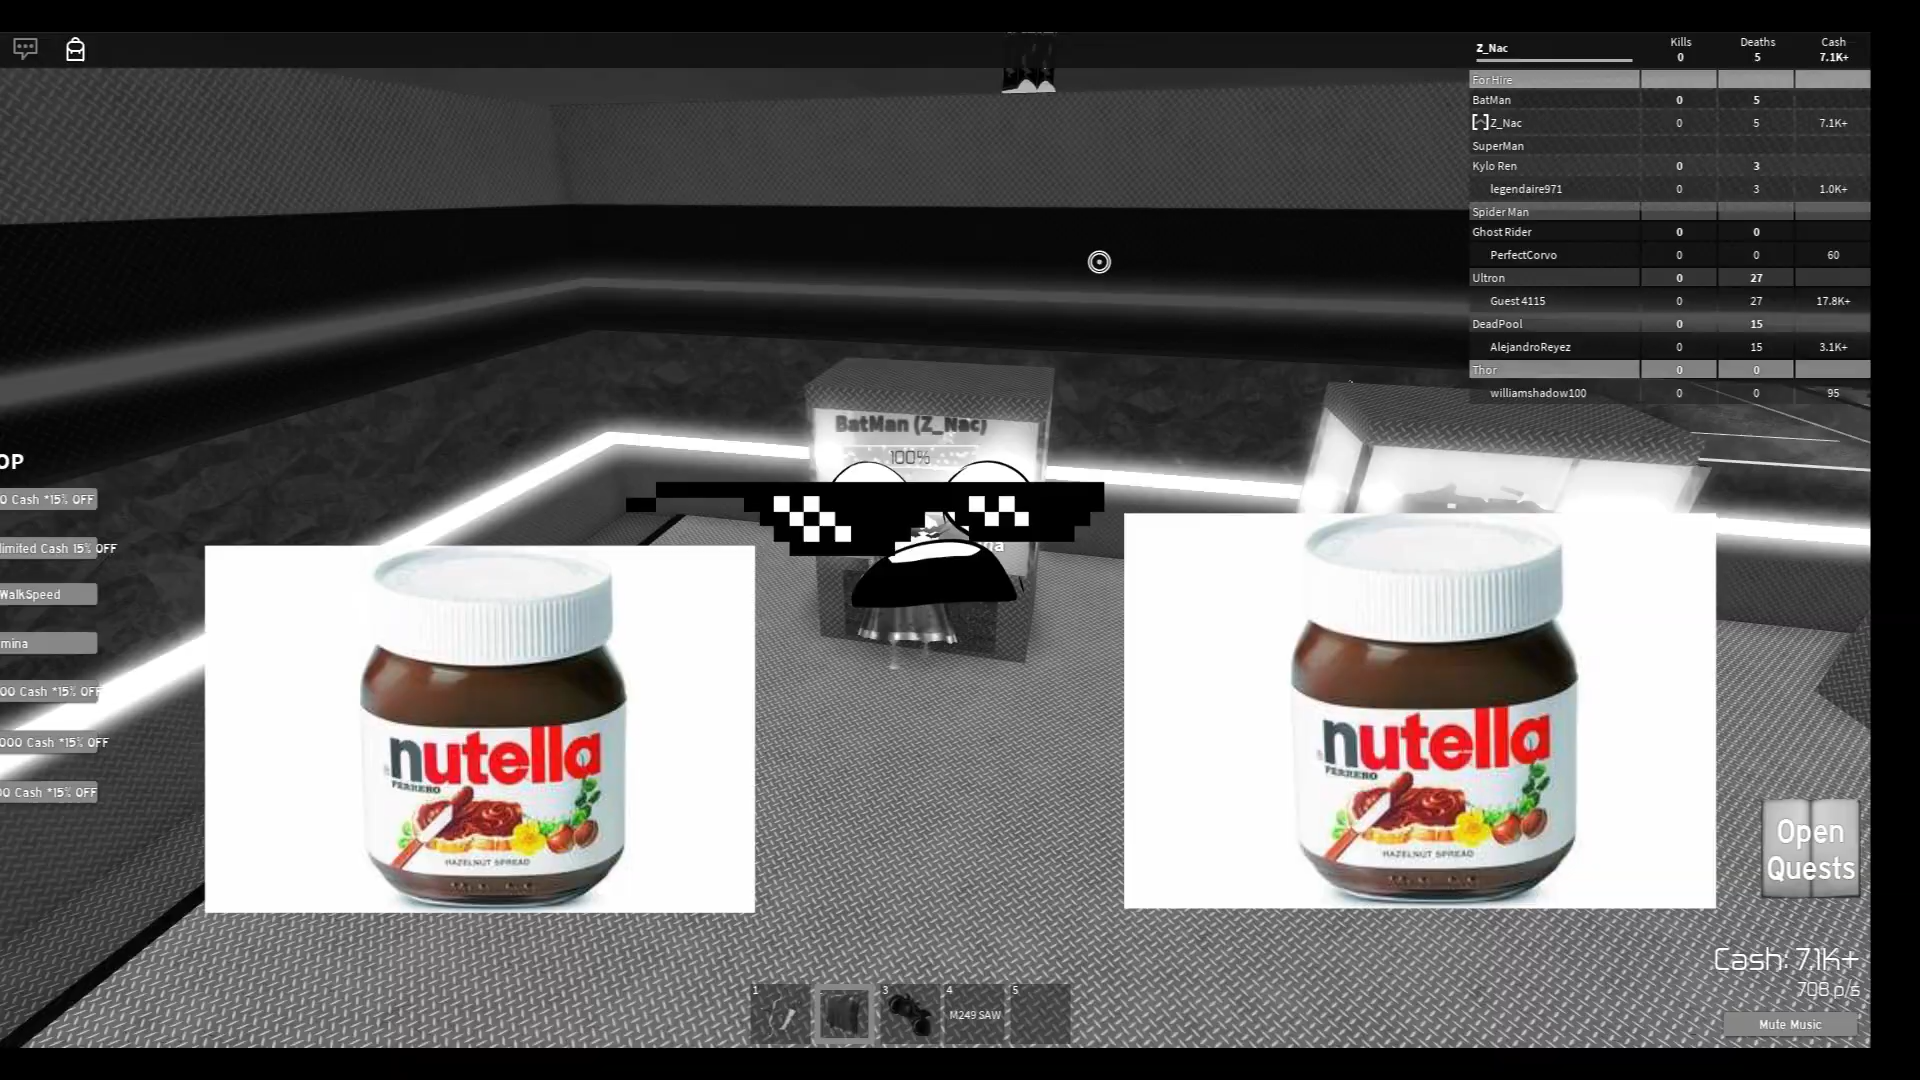 Z_Nac Kills Deaths Cash
0 5 7.1K+
For Hire
BatMan 0 5
Z_Nac 0 5 7.1K+
SuperMan
Kylo Ren 0 3
legendaire971 0 3 1.0K+
Spider Man
Ghost Rider 0 0
PerfectCorvo 0 0 60
Ultron 0 27
Guest 4115 0 27 17.8K+
DeadPool 0 15
AlejandroReyez 0 15 3.1K+
Thor 0 0
williamshadow100 0 0 95
BatMan (Z_Nac)
100%
OP
0 Cash *15% OFF
limited Cash 15% OFF
WalkSpeed
mina
00 Cash *15% OFF
000 Cash *15% OFF
00 Cash *15% OFF
nutella
FERRERO
HAZELNUT SPREAD
nutella
FERRERO
HAZELNUT SPREAD
Open
Quests
Cash: 7.1K+
708 p/s
Mute Music
1 3 4 5
M249 SAW